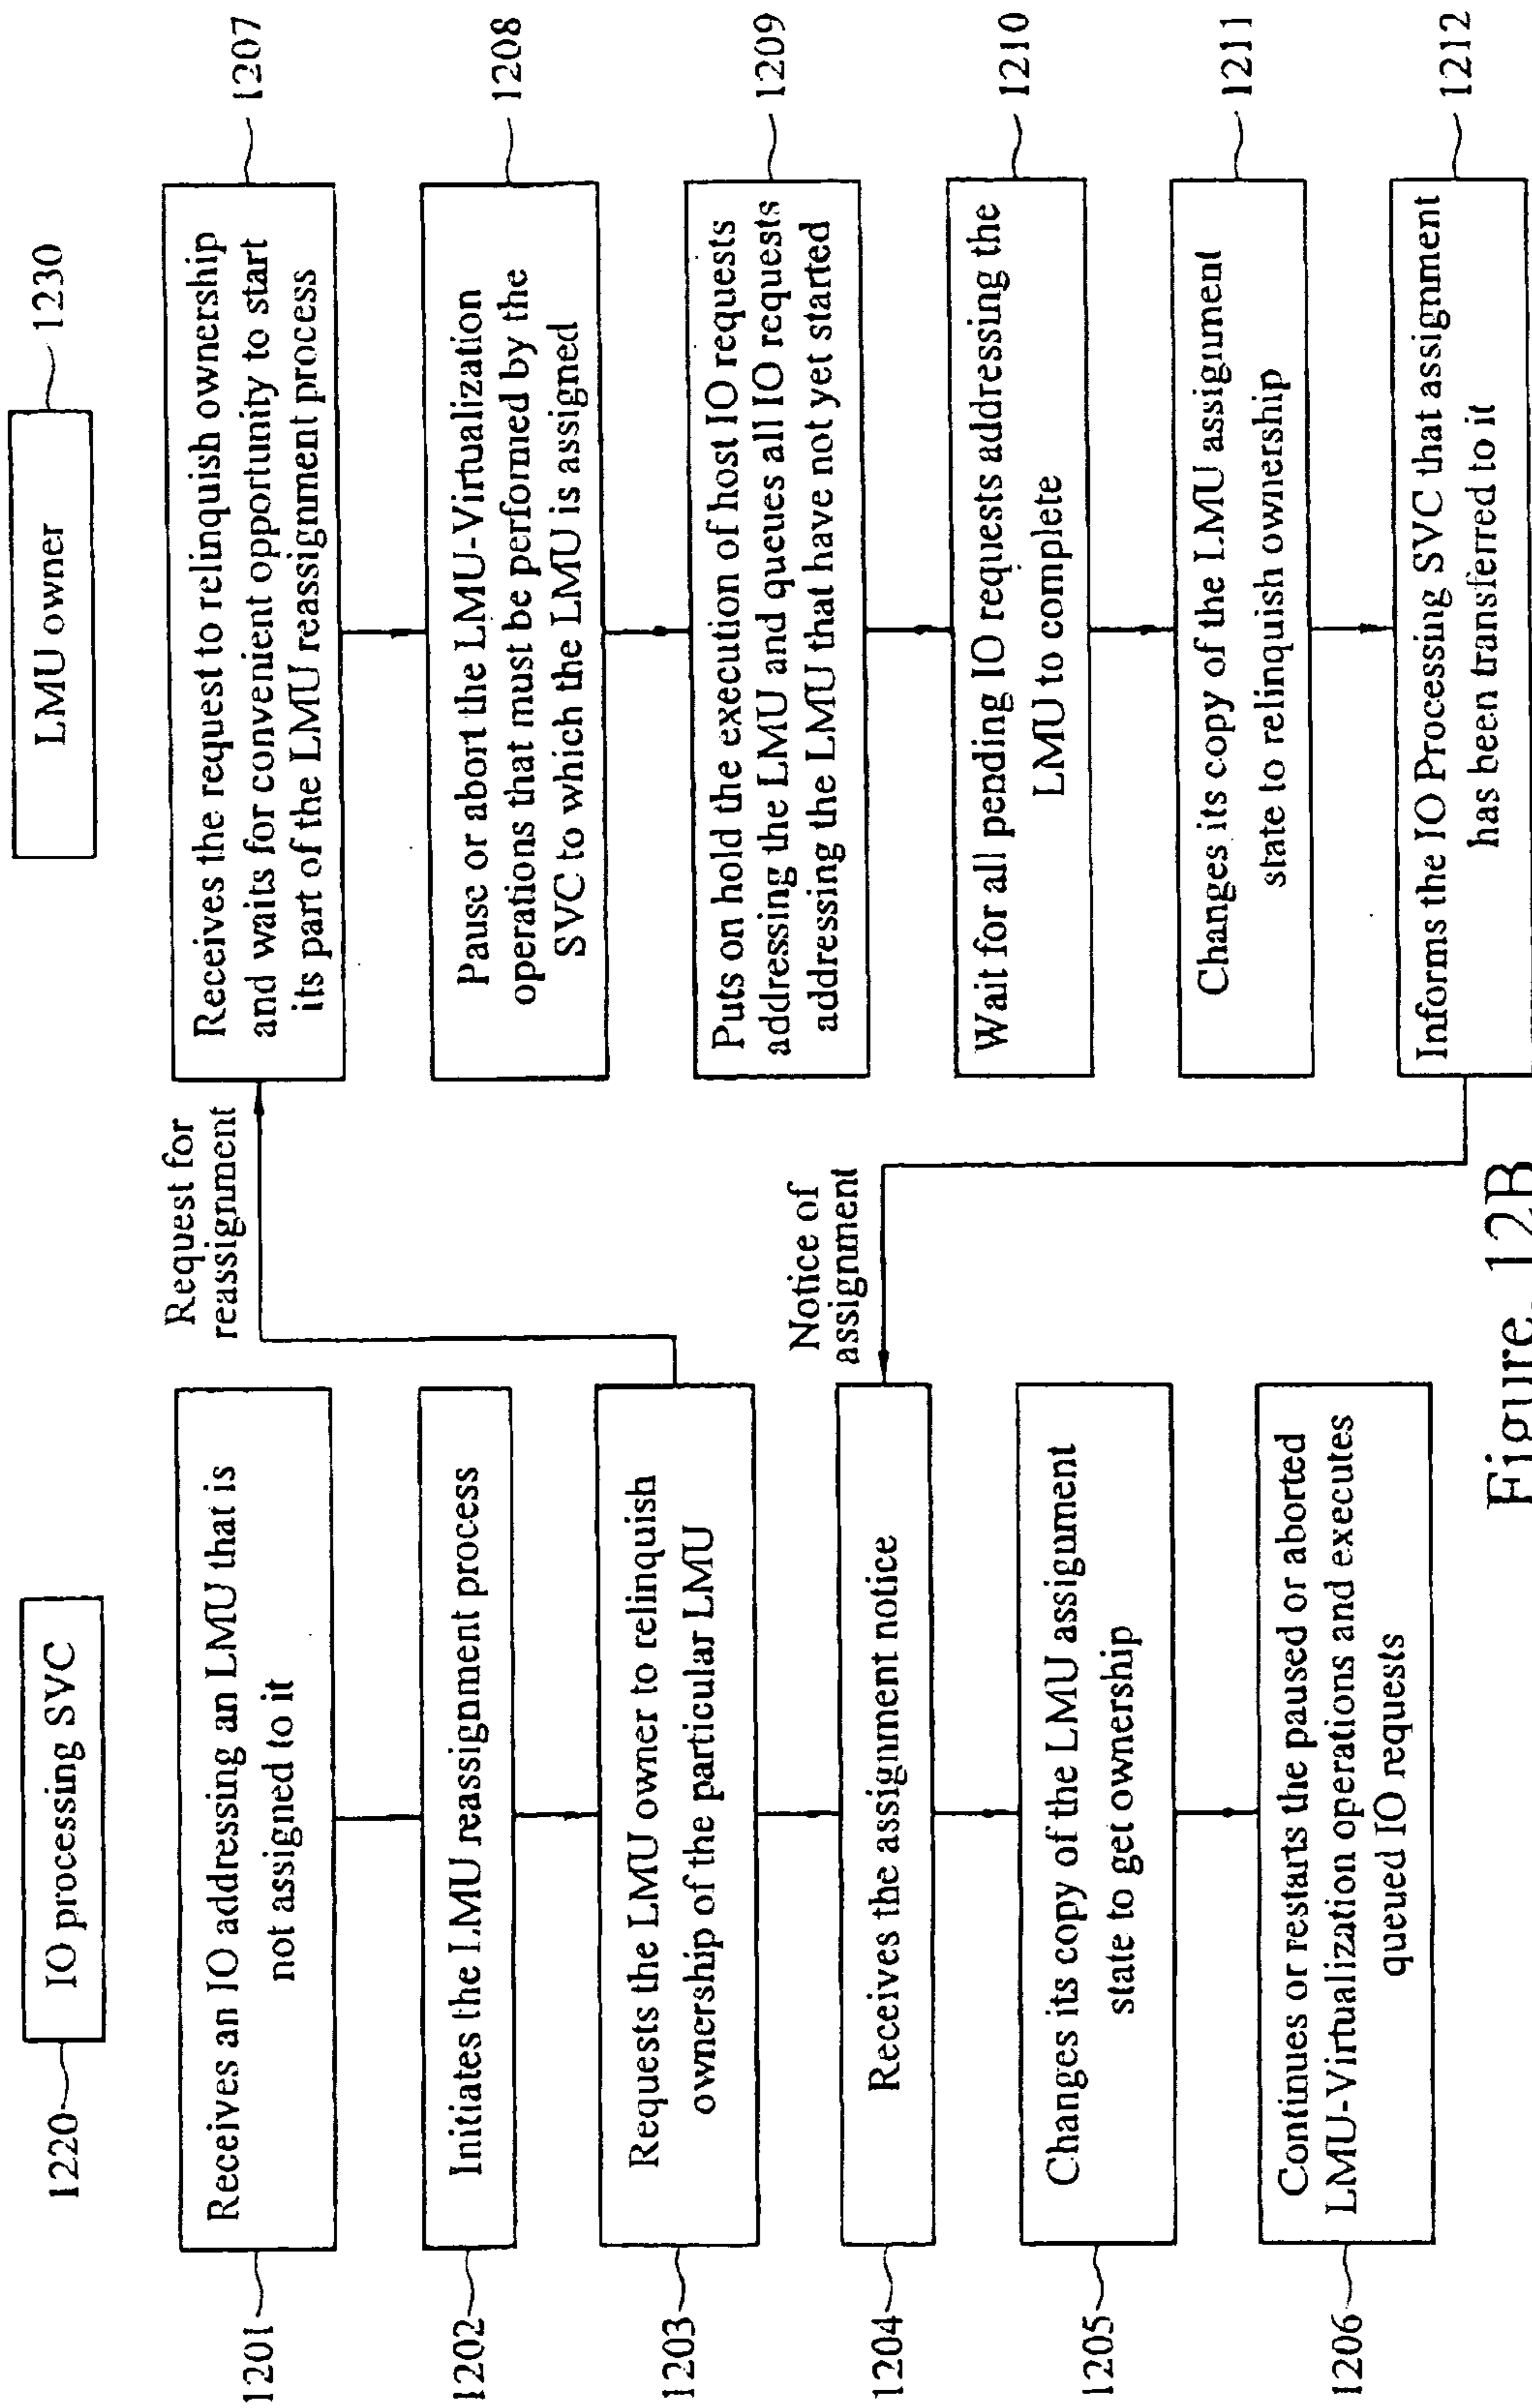 1220
IO processing SVC
1201
Receives an IO addressing an LMU that is
not assigned to it
1202
Initiates the LMU reassignment process
1203
Requests the LMU owner to relinquish
ownership of the particular LMU
1204
Receives the assignment notice
1205
Changes its copy of the LMU assignment
state to get ownership
1206
Continues or restarts the paused or aborted
LMU-Virtualization operations and executes
queued IO requests
Request for
reassignment
Notice of
assignment
LMU owner
1230
Receives the request to relinquish ownership
and waits for convenient opportunity to start
its part of the LMU reassignment process
1207
Pause or abort the LMU-Virtualization
operations that must be performed by the
SVC to which the LMU is assigned
1208
Puts on hold the execution of host IO requests
addressing the LMU and queues all IO requests
addressing the LMU that have not yet started
1209
Wait for all pending IO requests addressing the
LMU to complete
1210
Changes its copy of the LMU assignment
state to relinquish ownership
1211
Informs the IO Processing SVC that assignment
has been transferred to it
1212
Figure. 12B